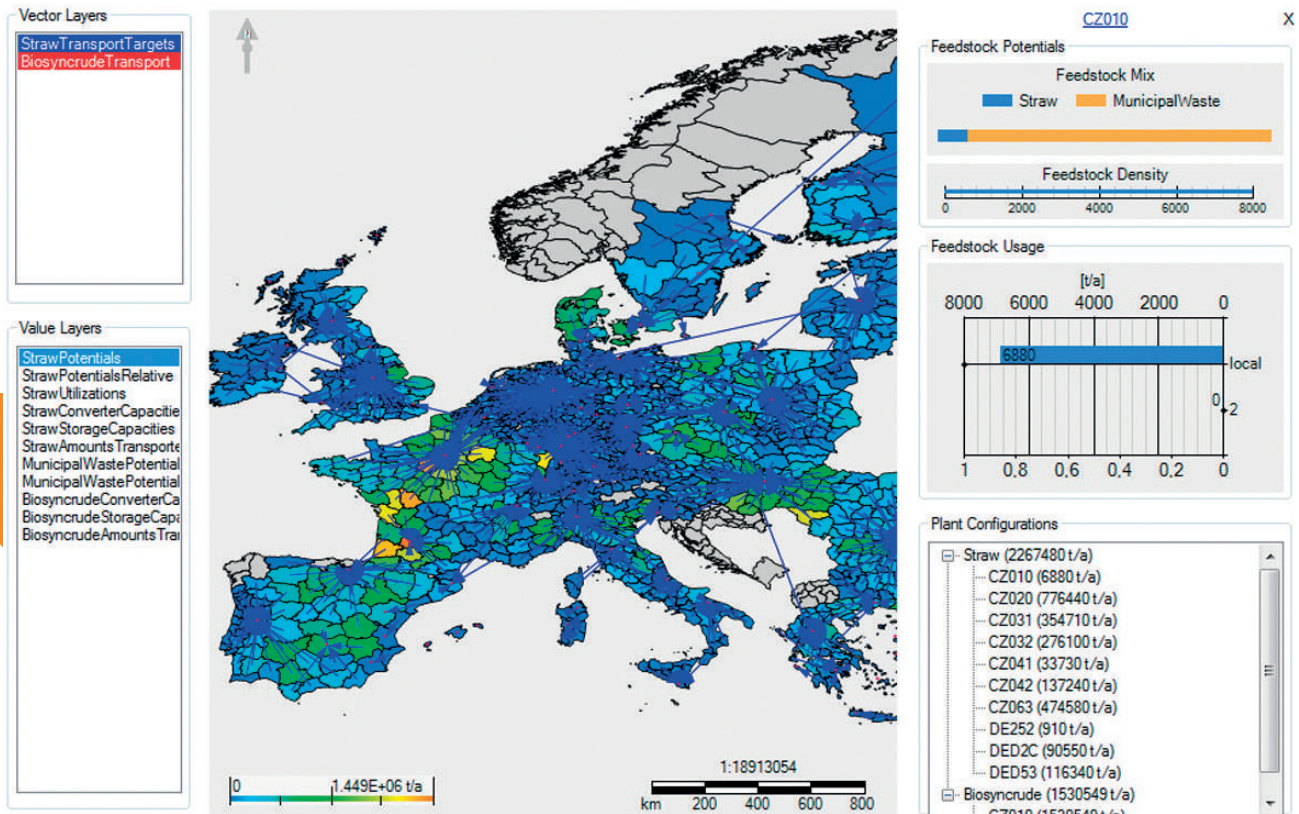 Vector Layers
StrawTransportTargets
BiosyncrudeTransport
Value Layers
StrawPotentials
StrawPotentialsRelative
StrawUtilizations
StrawConverterCapacitie
StrawStorageCapacities
StrawAmountsTransporte
MunicipalWastePotential
MunicipalWastePotential
BiosyncrudeConverterCa
BiosyncrudeStorageCapa
BiosyncrudeAmountsTrai
N
0 1.449E+06 t/a
1:18913054
km 200 400 600 800
CZ010 X
Feedstock Potentials
Feedstock Mix
Straw MunicipalWaste
Feedstock Density
0 2000 4000 6000 8000
Feedstock Usage
[t/a]
8000 6000 4000 2000 0
6880 local
0 2
1 0,8 0,6 0,4 0,2 0
Plant Configurations
Straw (2267480 t/a)
CZ010 (6880 t/a)
CZ020 (776440 t/a)
CZ031 (354710 t/a)
CZ032 (276100 t/a)
CZ041 (33730 t/a)
CZ042 (137240 t/a)
CZ063 (474580 t/a)
DE252 (910 t/a)
DED2C (90550 t/a)
DED53 (116340 t/a)
Biosyncrude (1530549 t/a)
CZ010 (1530549 t/a)